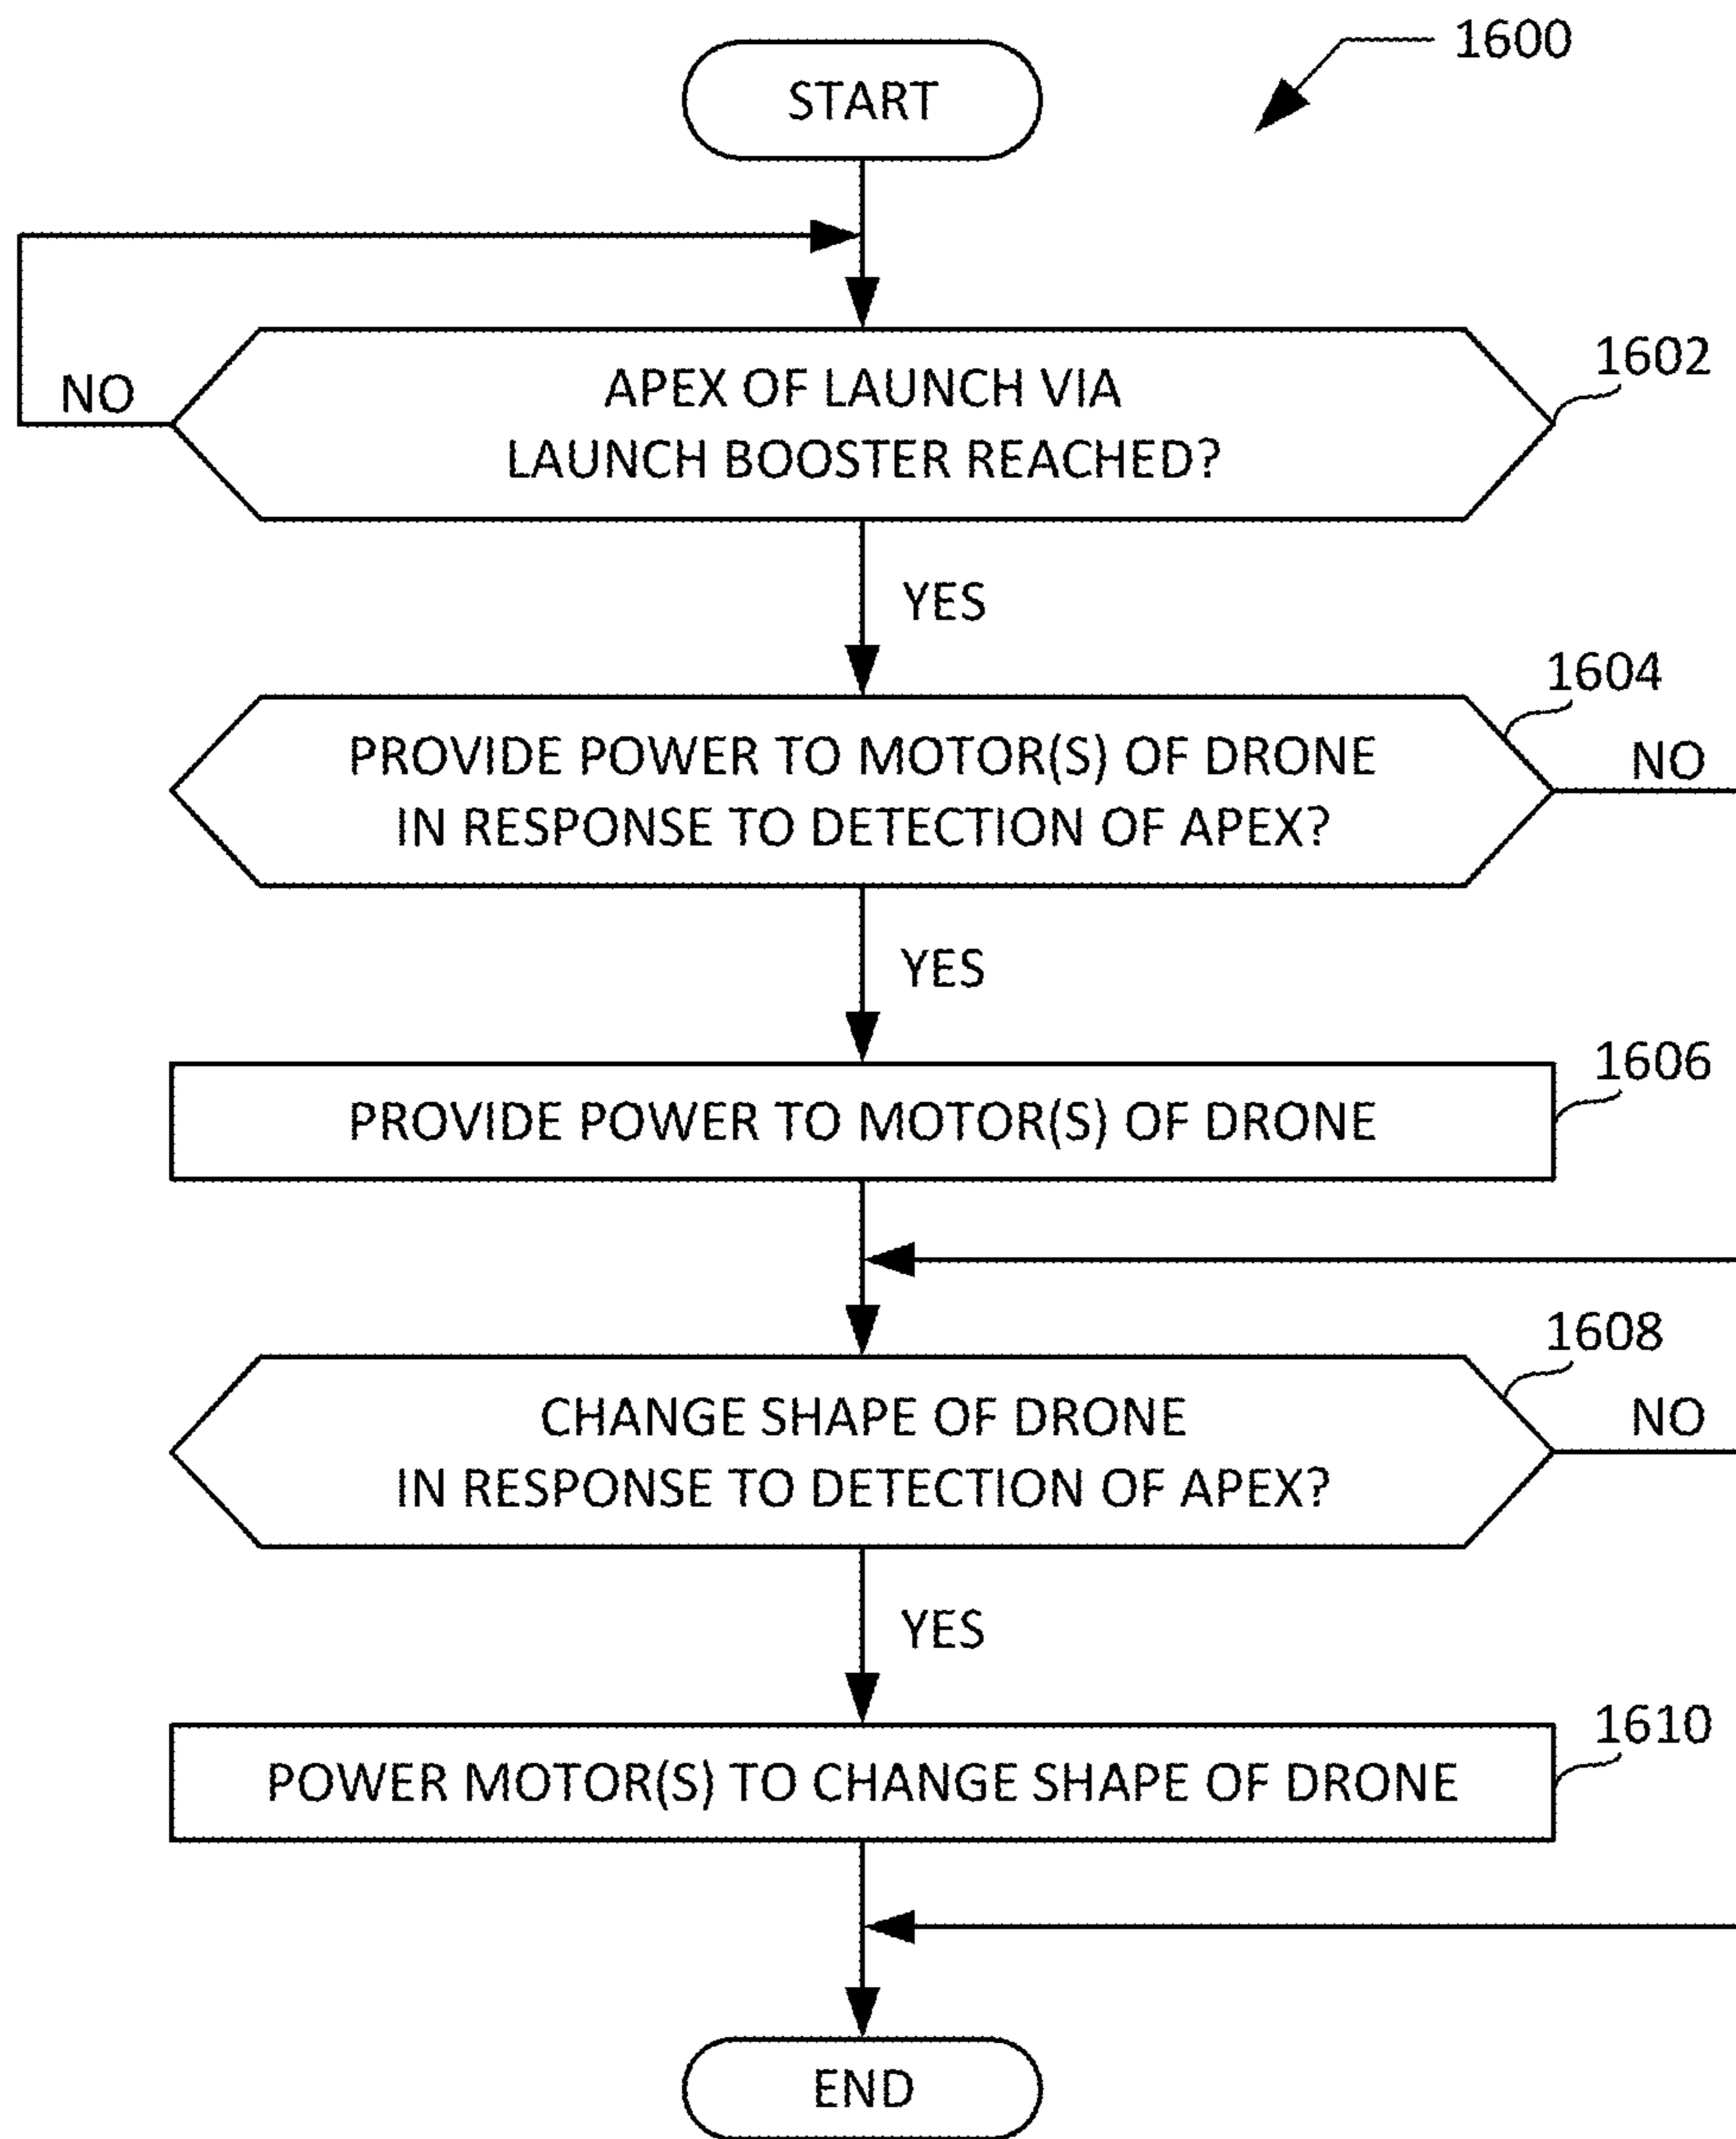 1600
START
NO
APEX OF LAUNCH VIA
LAUNCH BOOSTER REACHED?
1602
YES
1604
PROVIDE POWER TO MOTOR(S) OF DRONE
IN RESPONSE TO DETECTION OF APEX?
NO
YES
1606
PROVIDE POWER TO MOTOR(S) OF DRONE
1608
CHANGE SHAPE OF DRONE
IN RESPONSE TO DETECTION OF APEX?
NO
YES
1610
POWER MOTOR(S) TO CHANGE SHAPE OF DRONE
END